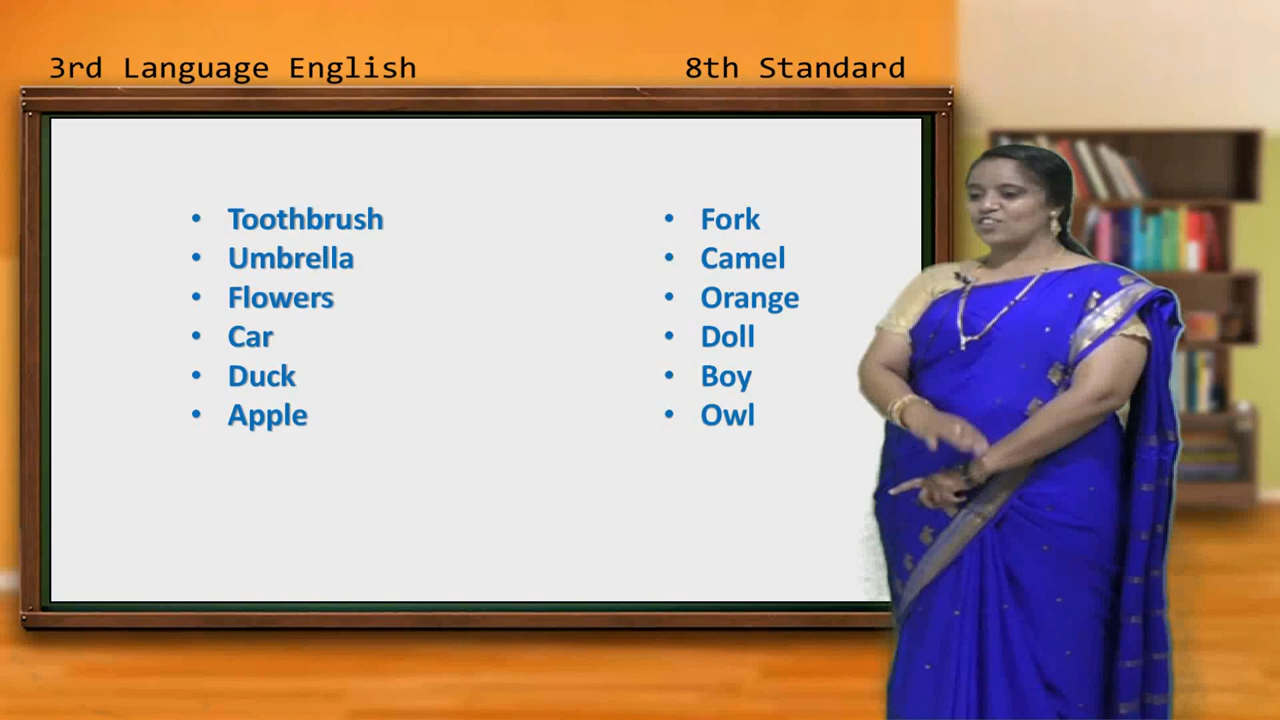 3rd Language English
8th Standard
• Toothbrush
• Umbrella
• Flowers
• Car
• Duck
• Apple
• Fork
• Camel
• Orange
• Doll
• Boy
• Owl